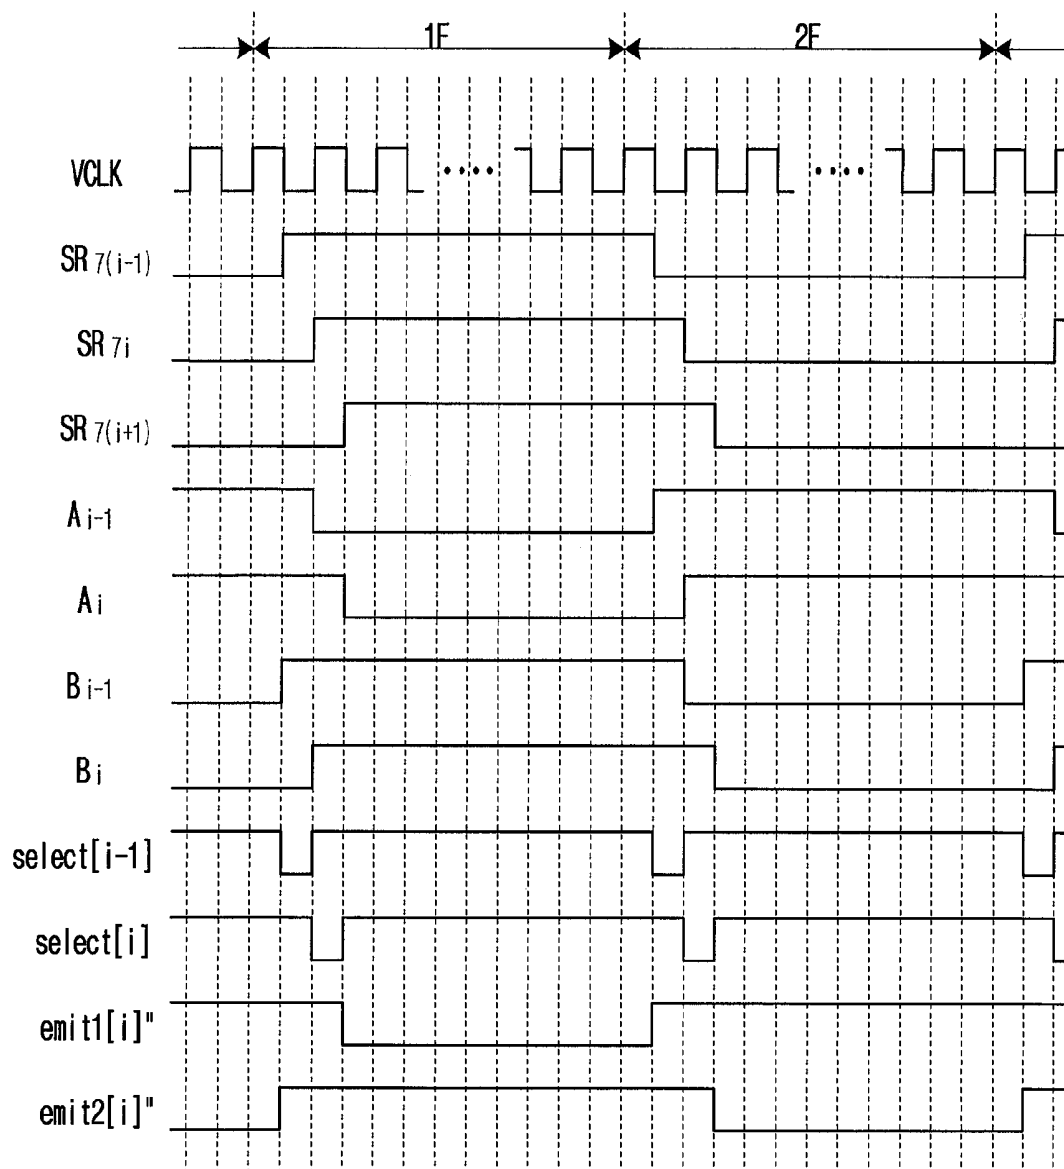 1F 2F
VCLK
SR 7(i-1)
SR 7i
SR 7(i+1)
A i-1
A i
B i-1
B i
select[i-1]
select[i]
emit1[i]"
emit2[i]"